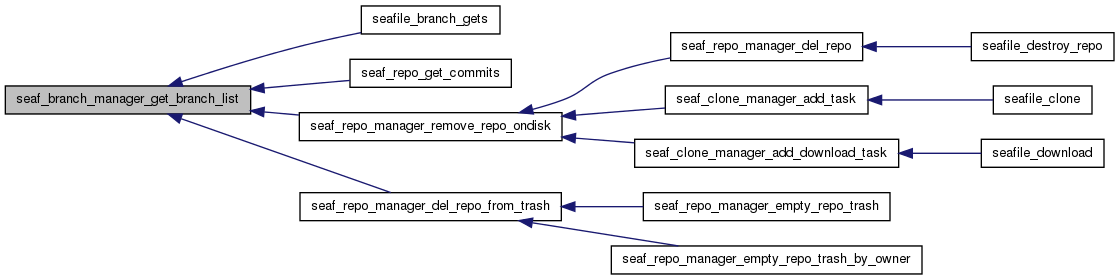 seafile_branch_gets
seaf_repo_manager_del_repo
seafile_destroy_repo
seaf_repo_get_commits
seaf_branch_manager_get_branch_list
seaf_clone_manager_add_task
seafile_clone
seaf_repo_manager_remove_repo_ondisk
seaf_clone_manager_add_download_task
seafile_download
seaf_repo_manager_del_repo_from_trash
seaf_repo_manager_empty_repo_trash
seaf_repo_manager_empty_repo_trash_by_owner